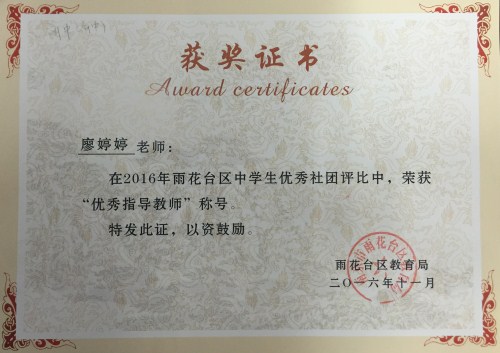 获奖证书
Award certificates
廖婷婷 老师：
在2016年雨花台区中学生优秀社团评比中，荣获
“优秀指导教师”称号。
特发此证，以资鼓励。
雨花台区教育局
二〇一六年十一月